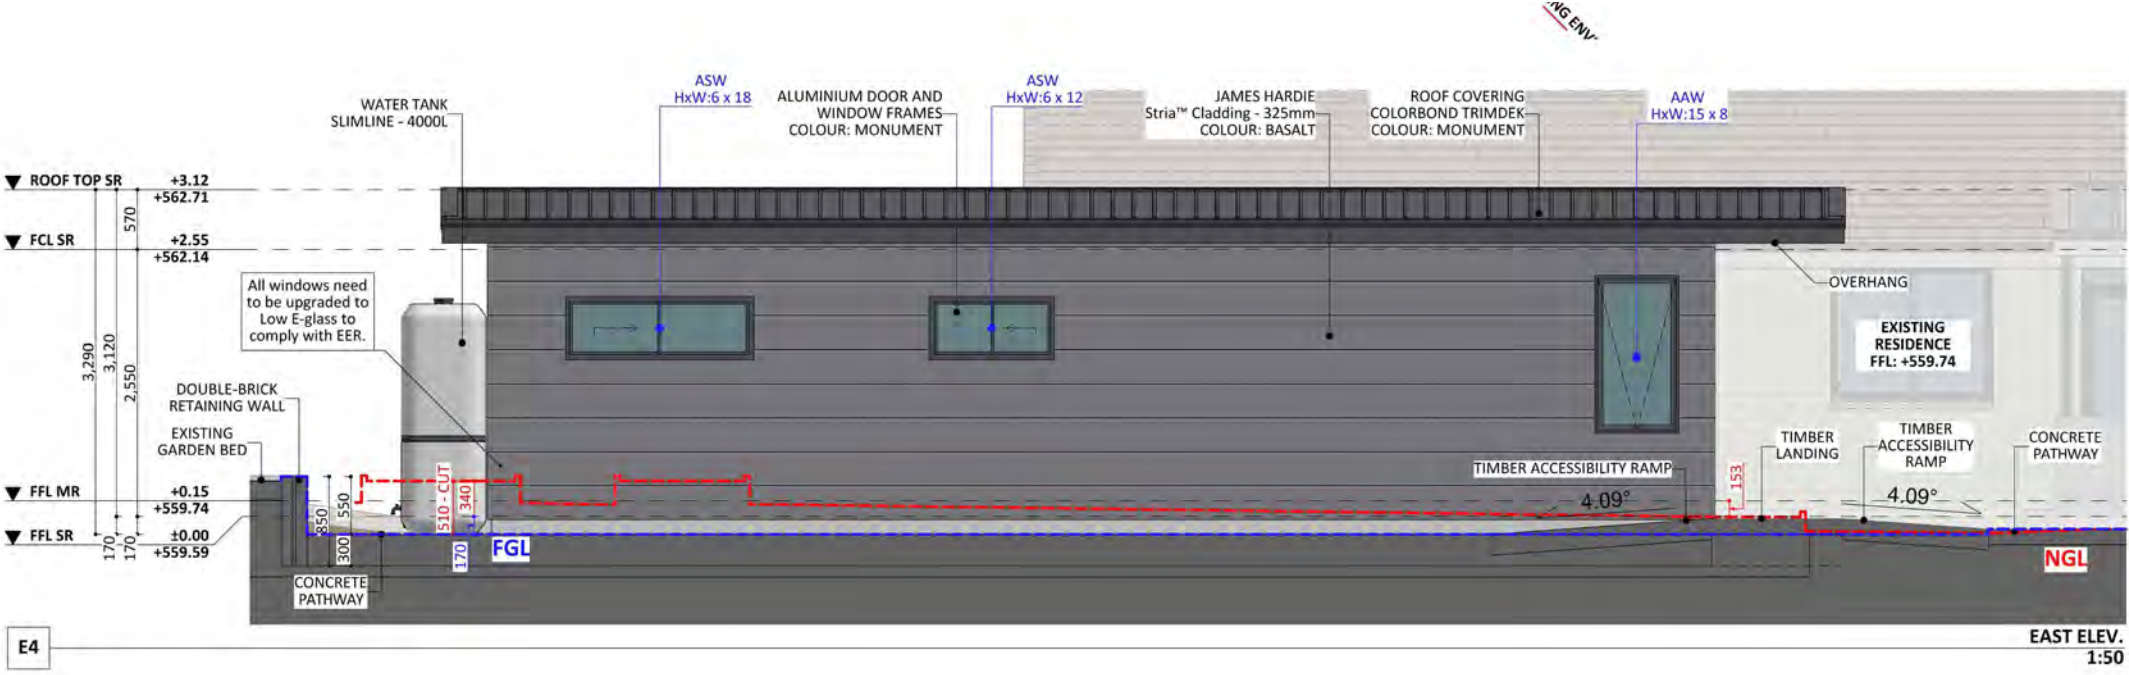 NG ENV
ASW
HxW:6 x 18
ASW
HxW:6 x 12
AAW
HxW:15 x 8
WATER TANK
SLIMLINE - 4000L
ALUMINIUM DOOR AND
WINDOW FRAMES
COLOUR: MONUMENT
JAMES HARDIE
Stria™ Cladding - 325mm
COLOUR: BASALT
ROOF COVERING
COLORBOND TRIMDEK
COLOUR: MONUMENT
ROOF TOP SR
+3.12
+562.71
570
FCL SR
+2.55
+562.14
All windows need
to be upgraded to
Low E-glass to
comply with EER.
OVERHANG
EXISTING
RESIDENCE
FFL: +559.74
3,290
3,120
2,550
DOUBLE-BRICK
RETAINING WALL
EXISTING
GARDEN BED
TIMBER ACCESSIBILITY RAMP
TIMBER
LANDING
TIMBER
ACCESSIBILITY
RAMP
CONCRETE
PATHWAY
FFL MR
+0.15
+559.74
FFL SR
±0.00
+559.59
170
170
850
550
300
510 - CUT
340
170
153
4.09°
4.09°
FGL
NGL
CONCRETE
PATHWAY
E4
EAST ELEV.
1:50